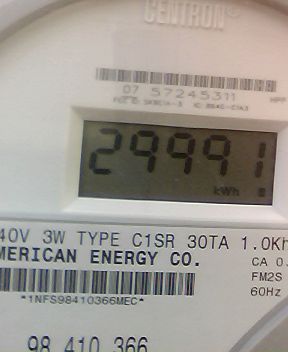 CENTRON®
07 57245311
29991
kWh
40V 3W TYPE C1SR 30TA 1.0Kh
MERICAN ENERGY CO.
CA 0.
FM2S
*1NFS98410366MEC*
60Hz
98 410 366